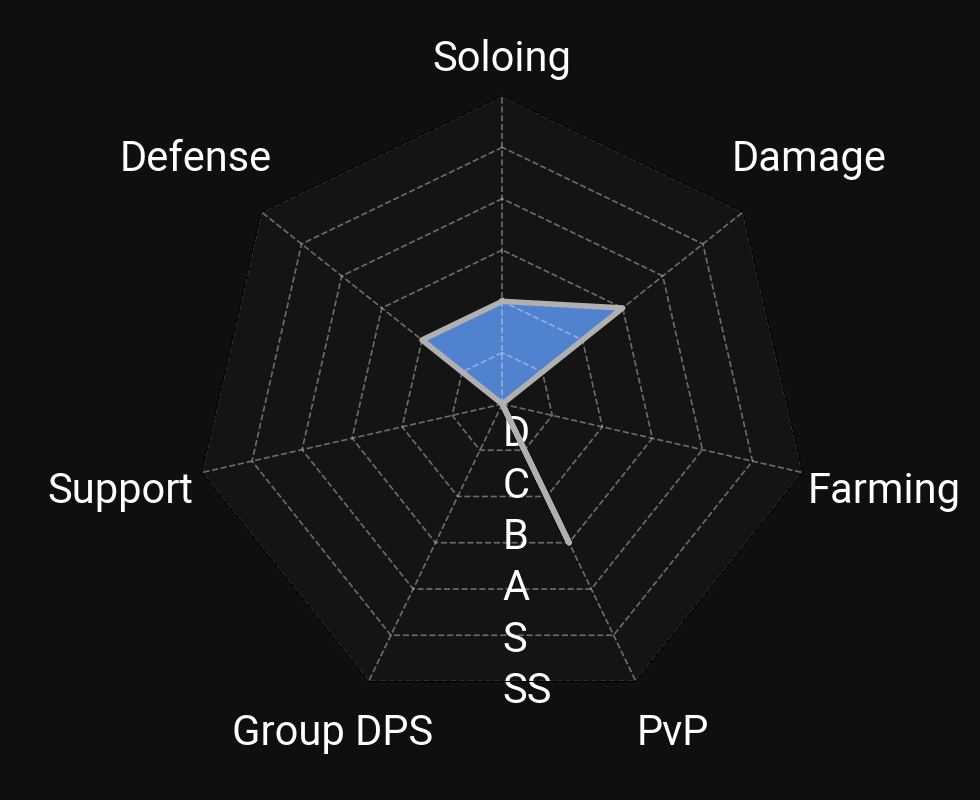 Soloing
Defense
Damage
D
C
Support
Farming
B
A
S
SS
Group DPS
PvP